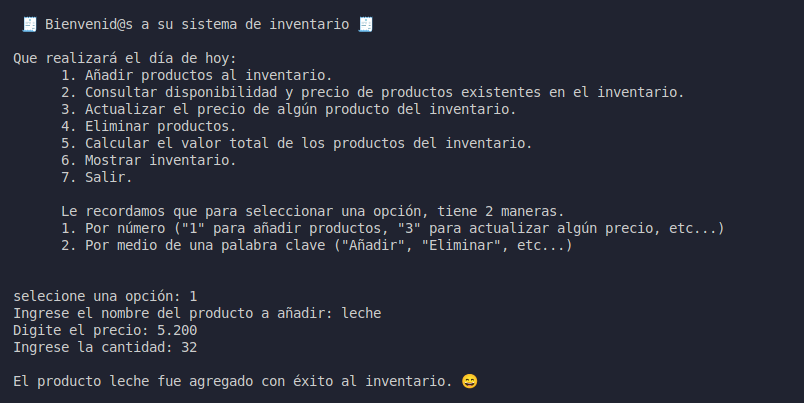 🧾 Bienvenid@s a su sistema de inventario 🧾
Que realizará el día de hoy:
1. Añadir productos al inventario.
2. Consultar disponibilidad y precio de productos existentes en el inventario.
3. Actualizar el precio de algún producto del inventario.
4. Eliminar productos.
5. Calcular el valor total de los productos del inventario.
6. Mostrar inventario.
7. Salir.
Le recordamos que para seleccionar una opción, tiene 2 maneras.
1. Por número ("1" para añadir productos, "3" para actualizar algún precio, etc...)
2. Por medio de una palabra clave ("Añadir", "Eliminar", etc...)
selecione una opción: 1
Ingrese el nombre del producto a añadir: leche
Digite el precio: 5.200
Ingrese la cantidad: 32
El producto leche fue agregado con éxito al inventario. 😄